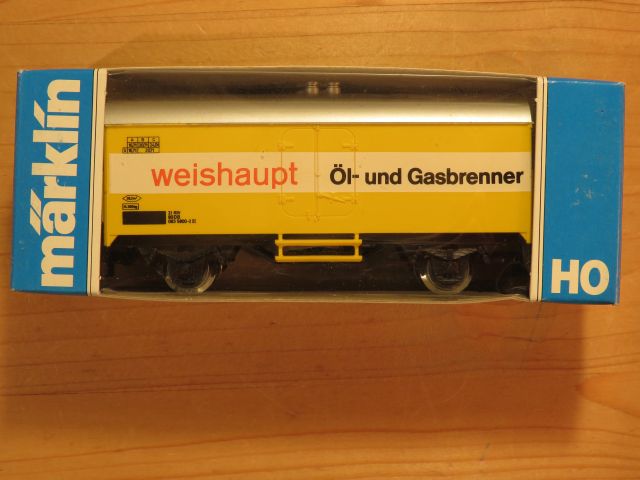 märklin
weishaupt Öl- und Gasbrenner
HO